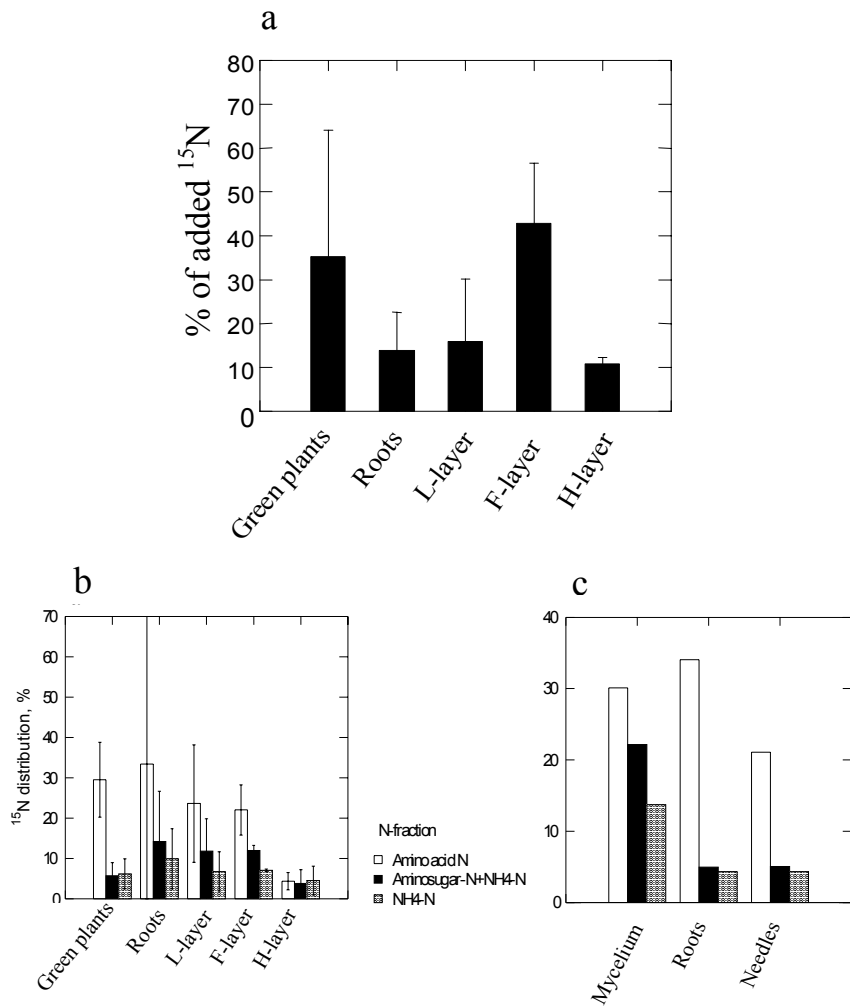 a
% of added ¹⁵N
80
70
60
50
40
30
20
10
0
Green plants
Roots
L-layer
F-layer
H-layer
b
¹⁵N distribution, %
70
60
50
40
30
20
10
0
Green plants
Roots
L-layer
F-layer
H-layer
N-fraction
Amino acid N
Aminosugar-N+NH4-N
NH4-N
c
40
30
20
10
0
Mycelium
Roots
Needles